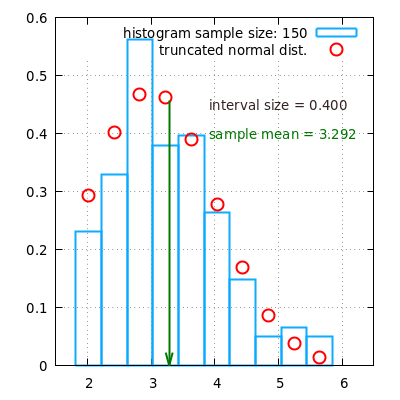 histogram sample size: 150
truncated normal dist.
interval size = 0.400
sample mean = 3.292
0.6
0.5
0.4
0.3
0.2
0.1
0
2 3 4 5 6